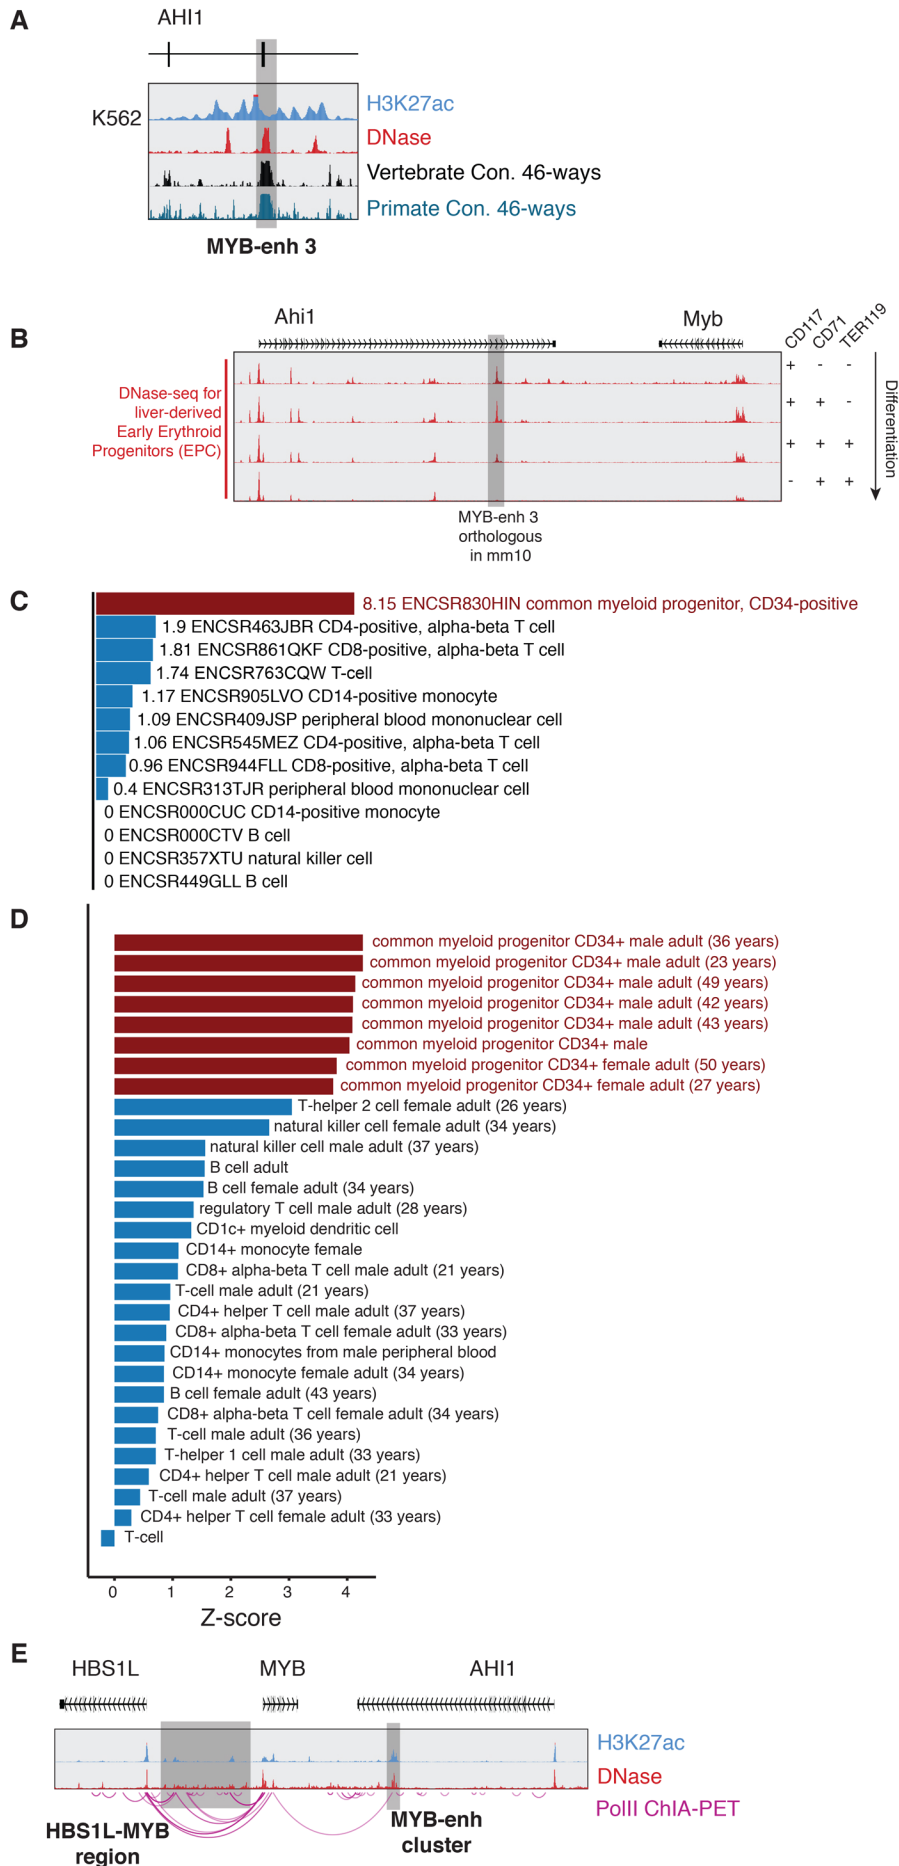 A
AHI1
K562
H3K27ac
DNase
Vertebrate Con. 46-ways
Primate Con. 46-ways
MYB-enh 3
B
Ahi1
Myb
CD117
CD71
TER119
DNase-seq for
liver-derived
Early Erythroid
Progenitors (EPC)
+ - -
+ + -
+ + +
- + +
Differentiation
MYB-enh 3
orthologous
in mm10
C
8.15 ENCSR830HIN common myeloid progenitor, CD34-positive
1.9 ENCSR463JBR CD4-positive, alpha-beta T cell
1.81 ENCSR861QKF CD8-positive, alpha-beta T cell
1.74 ENCSR763CQW T-cell
1.17 ENCSR905LVO CD14-positive monocyte
1.09 ENCSR409JSP peripheral blood mononuclear cell
1.06 ENCSR545MEZ CD4-positive, alpha-beta T cell
0.96 ENCSR944FLL CD8-positive, alpha-beta T cell
0.4 ENCSR313TJR peripheral blood mononuclear cell
0 ENCSR000CUC CD14-positive monocyte
0 ENCSR000CTV B cell
0 ENCSR357XTU natural killer cell
0 ENCSR449GLL B cell
D
common myeloid progenitor CD34+ male adult (36 years)
common myeloid progenitor CD34+ male adult (23 years)
common myeloid progenitor CD34+ male adult (49 years)
common myeloid progenitor CD34+ male adult (42 years)
common myeloid progenitor CD34+ male adult (43 years)
common myeloid progenitor CD34+ male
common myeloid progenitor CD34+ female adult (50 years)
common myeloid progenitor CD34+ female adult (27 years)
T-helper 2 cell female adult (26 years)
natural killer cell female adult (34 years)
natural killer cell male adult (37 years)
B cell adult
B cell female adult (34 years)
regulatory T cell male adult (28 years)
CD1c+ myeloid dendritic cell
CD14+ monocyte female
CD8+ alpha-beta T cell male adult (21 years)
T-cell male adult (21 years)
CD4+ helper T cell male adult (37 years)
CD8+ alpha-beta T cell female adult (33 years)
CD14+ monocytes from male peripheral blood
CD14+ monocyte female adult (34 years)
B cell female adult (43 years)
CD8+ alpha-beta T cell female adult (34 years)
T-cell male adult (36 years)
T-helper 1 cell male adult (33 years)
CD4+ helper T cell male adult (21 years)
T-cell male adult (37 years)
CD4+ helper T cell female adult (33 years)
T-cell
0 1 2 3 4
Z-score
E
HBS1L
MYB
AHI1
H3K27ac
DNase
PolII ChIA-PET
HBS1L-MYB
region
MYB-enh
cluster